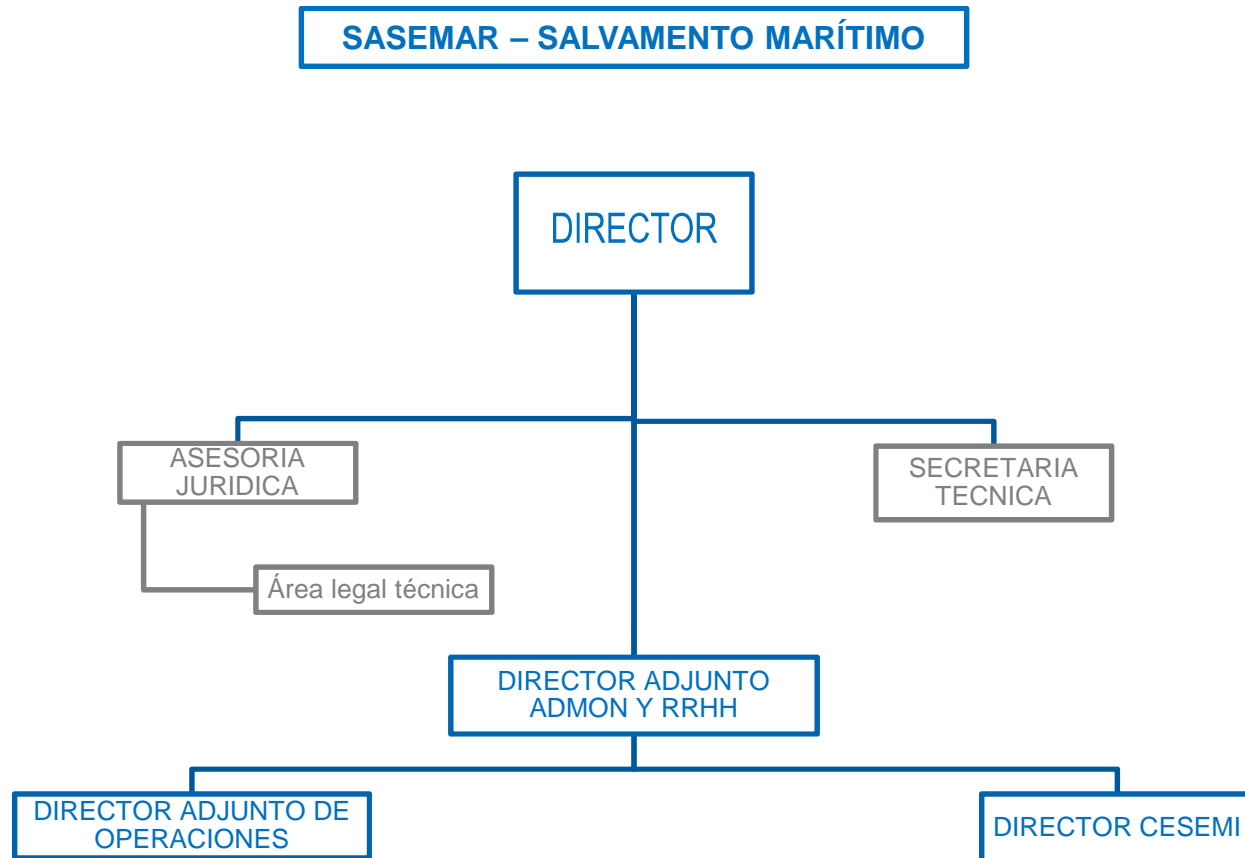 SASEMAR – SALVAMENTO MARÍTIMO
DIRECTOR
ASESORIA
JURIDICA
SECRETARIA
TECNICA
Área legal técnica
DIRECTOR ADJUNTO
ADMON Y RRHH
DIRECTOR ADJUNTO DE
OPERACIONES
DIRECTOR CESEMI